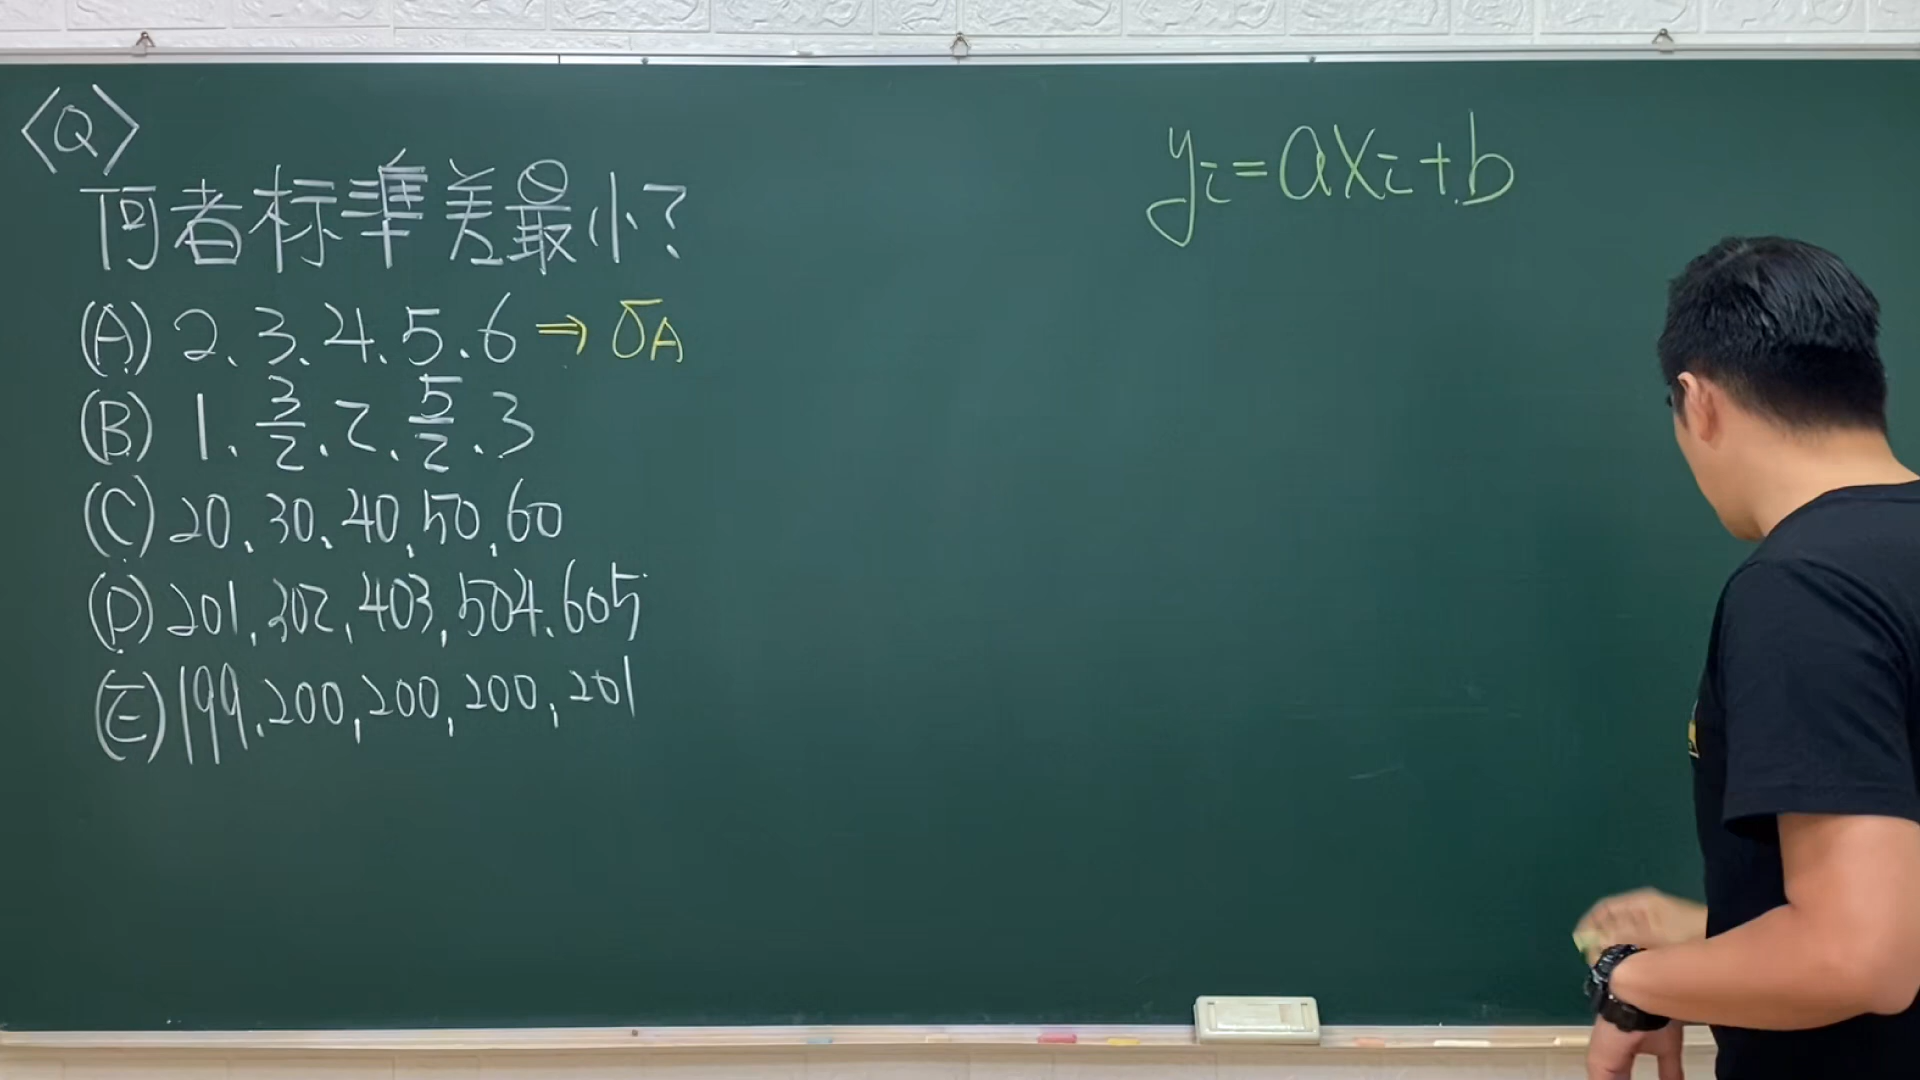 〈Q〉
何者標準差最小?
(A) 2、3、4、5、6 ⇒ σA
(B) 1、3/2、2、5/2、3
(C) 20、30、40、50、60
(D) 201、302、403、504、605
(E) 199、200、200、200、201
yi=axi+b